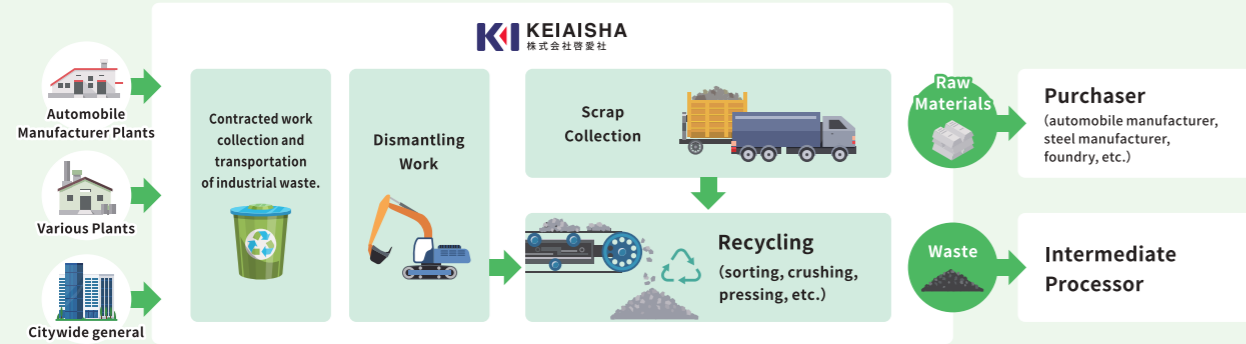 KEIAISHA
株式会社啓愛社
Automobile
Manufacturer Plants
Various Plants
Citywide general
Contracted work
collection and
transportation
of industrial waste.
Dismantling
Work
Scrap
Collection
Recycling
(sorting, crushing,
pressing, etc.)
Raw
Materials
Waste
Purchaser
(automobile manufacturer,
steel manufacturer,
foundry, etc.)
Intermediate
Processor